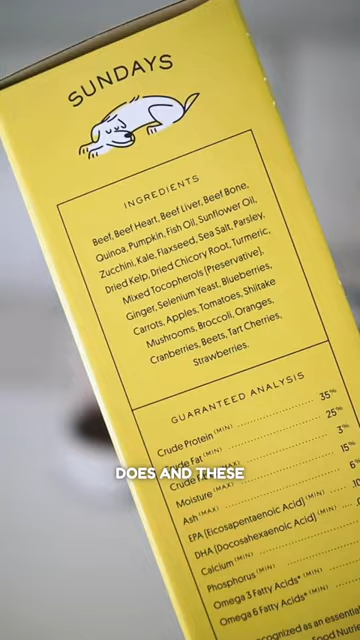 SUNDAYS
INGREDIENTS
Beef, Beef Heart, Beef Liver, Beef Bone,
Quinoa, Pumpkin, Fish Oil, Sunflower Oil,
Zucchini, Kale, Flaxseed, Sea Salt, Parsley,
Dried Kelp, Dried Chicory Root, Turmeric,
Mixed Tocopherols [Preservative],
Ginger, Selenium Yeast, Blueberries,
Carrots, Apples, Tomatoes, Shiitake
Mushrooms, Broccoli, Oranges,
Cranberries, Beets, Tart Cherries,
Strawberries.
GUARANTEED ANALYSIS
Crude Protein (MIN) 35%
Crude Fat (MIN) 25%
(MAX) 3%
DOES AND THESE
Moisture (MAX) 15%
Ash (MAX) 6%
EPA [Eicosapentaenoic Acid] (MIN)
DHA [Docosahexaenoic Acid] (MIN)
Calcium (MIN)
Phosphorus (MIN)
Omega 3 Fatty Acids* (MIN)
Omega 6 Fatty Acids* (MIN)
as an essential